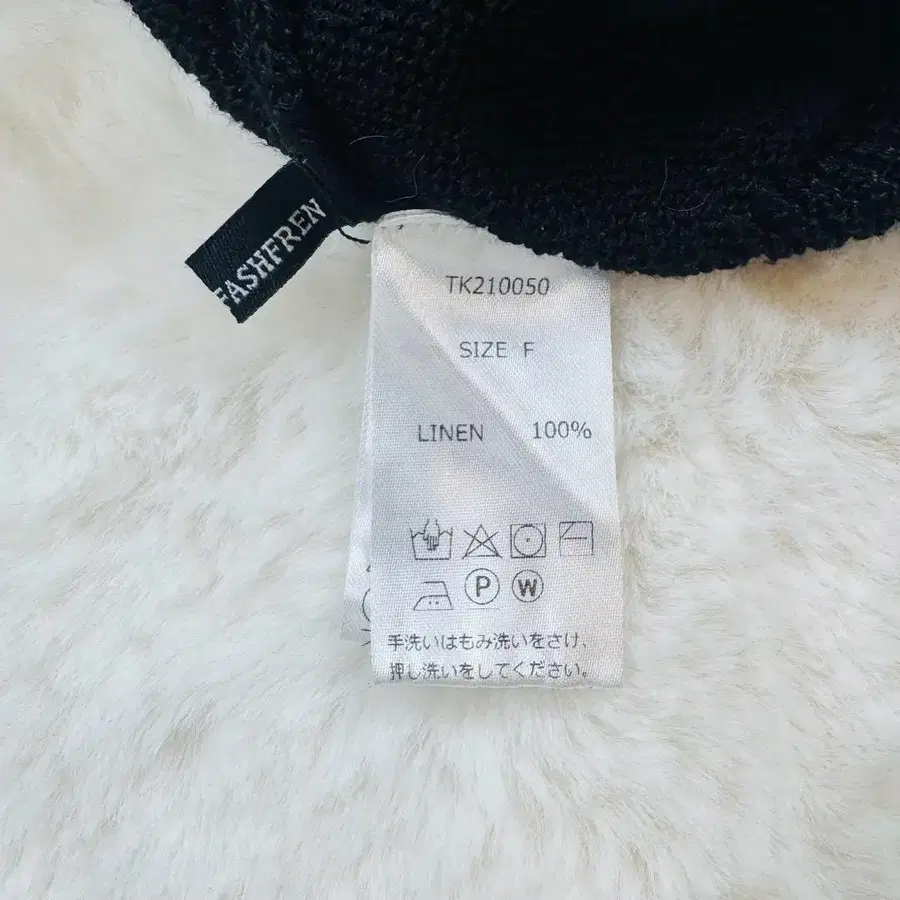 FASHFREN
TK210050
SIZE F
LINEN 100%
P W
手洗いはもみ洗いをさけ、
押し洗いをしてください。